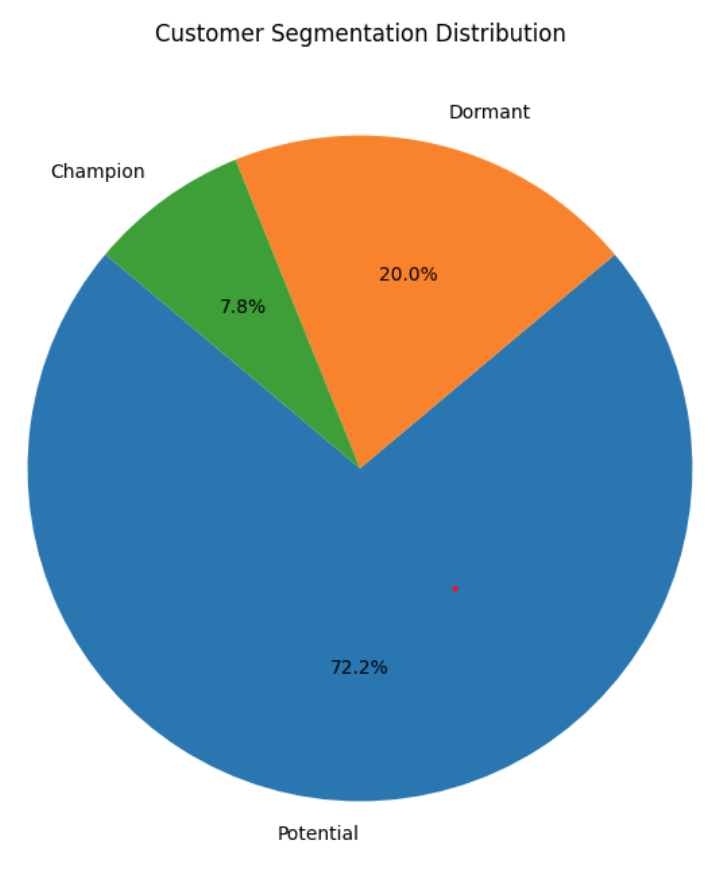 Customer Segmentation Distribution
Dormant
Champion
20.0%
7.8%
72.2%
Potential